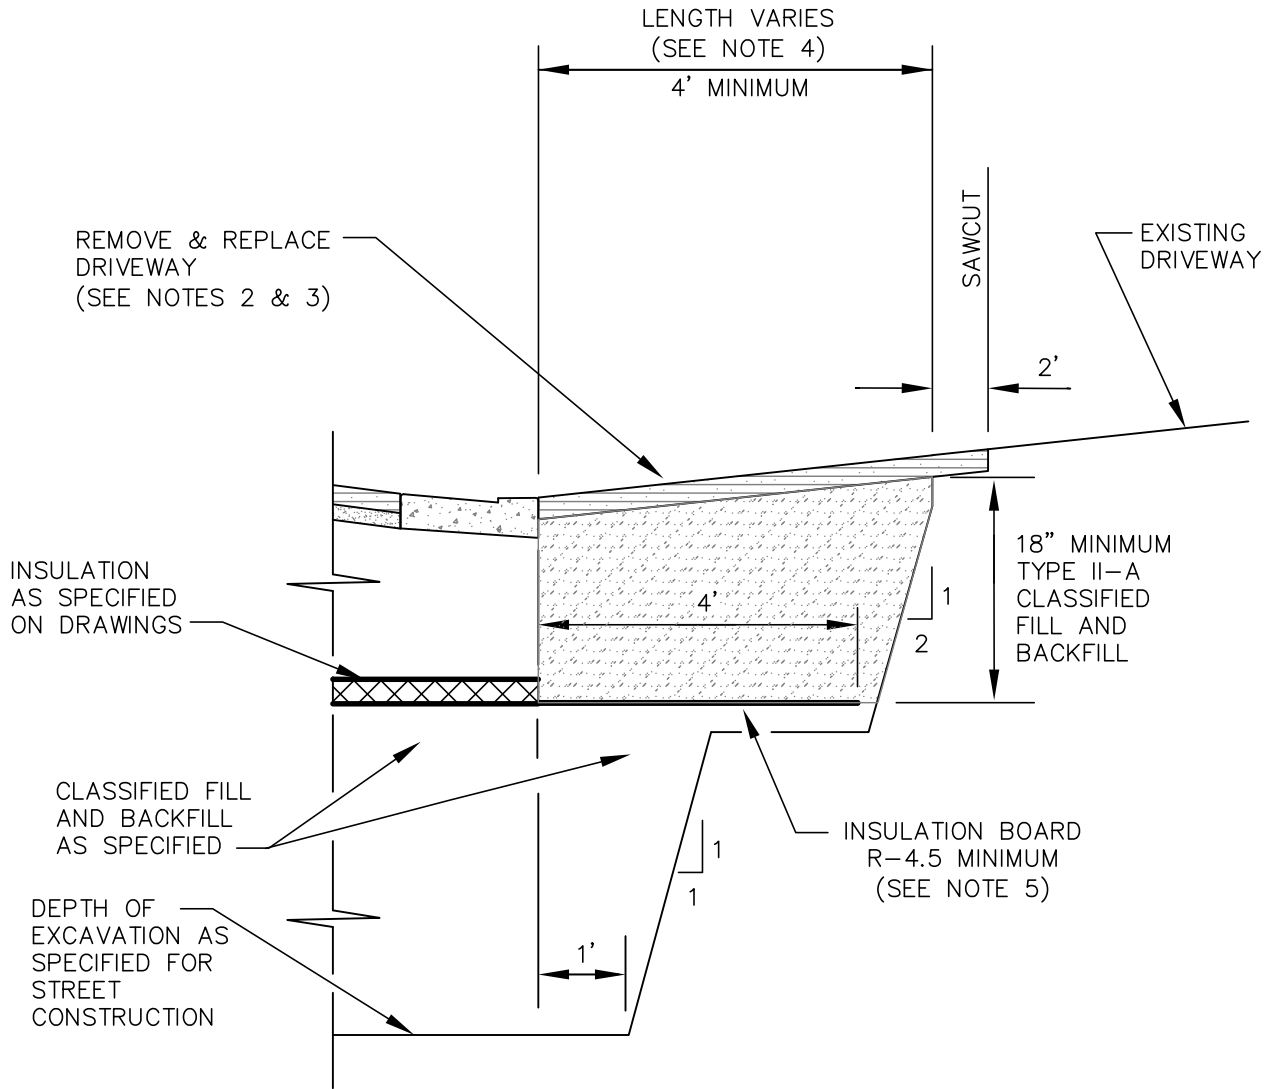 LENGTH VARIES
(SEE NOTE 4)
4' MINIMUM
SAWCUT
REMOVE & REPLACE
DRIVEWAY
(SEE NOTES 2 & 3)
EXISTING
DRIVEWAY
2'
INSULATION
AS SPECIFIED
ON DRAWINGS
4'
1
2
18” MINIMUM
TYPE II-A
CLASSIFIED
FILL AND
BACKFILL
CLASSIFIED FILL
AND BACKFILL
AS SPECIFIED
1
1
INSULATION BOARD
R-4.5 MINIMUM
(SEE NOTE 5)
DEPTH OF
EXCAVATION AS
SPECIFIED FOR
STREET
CONSTRUCTION
1'